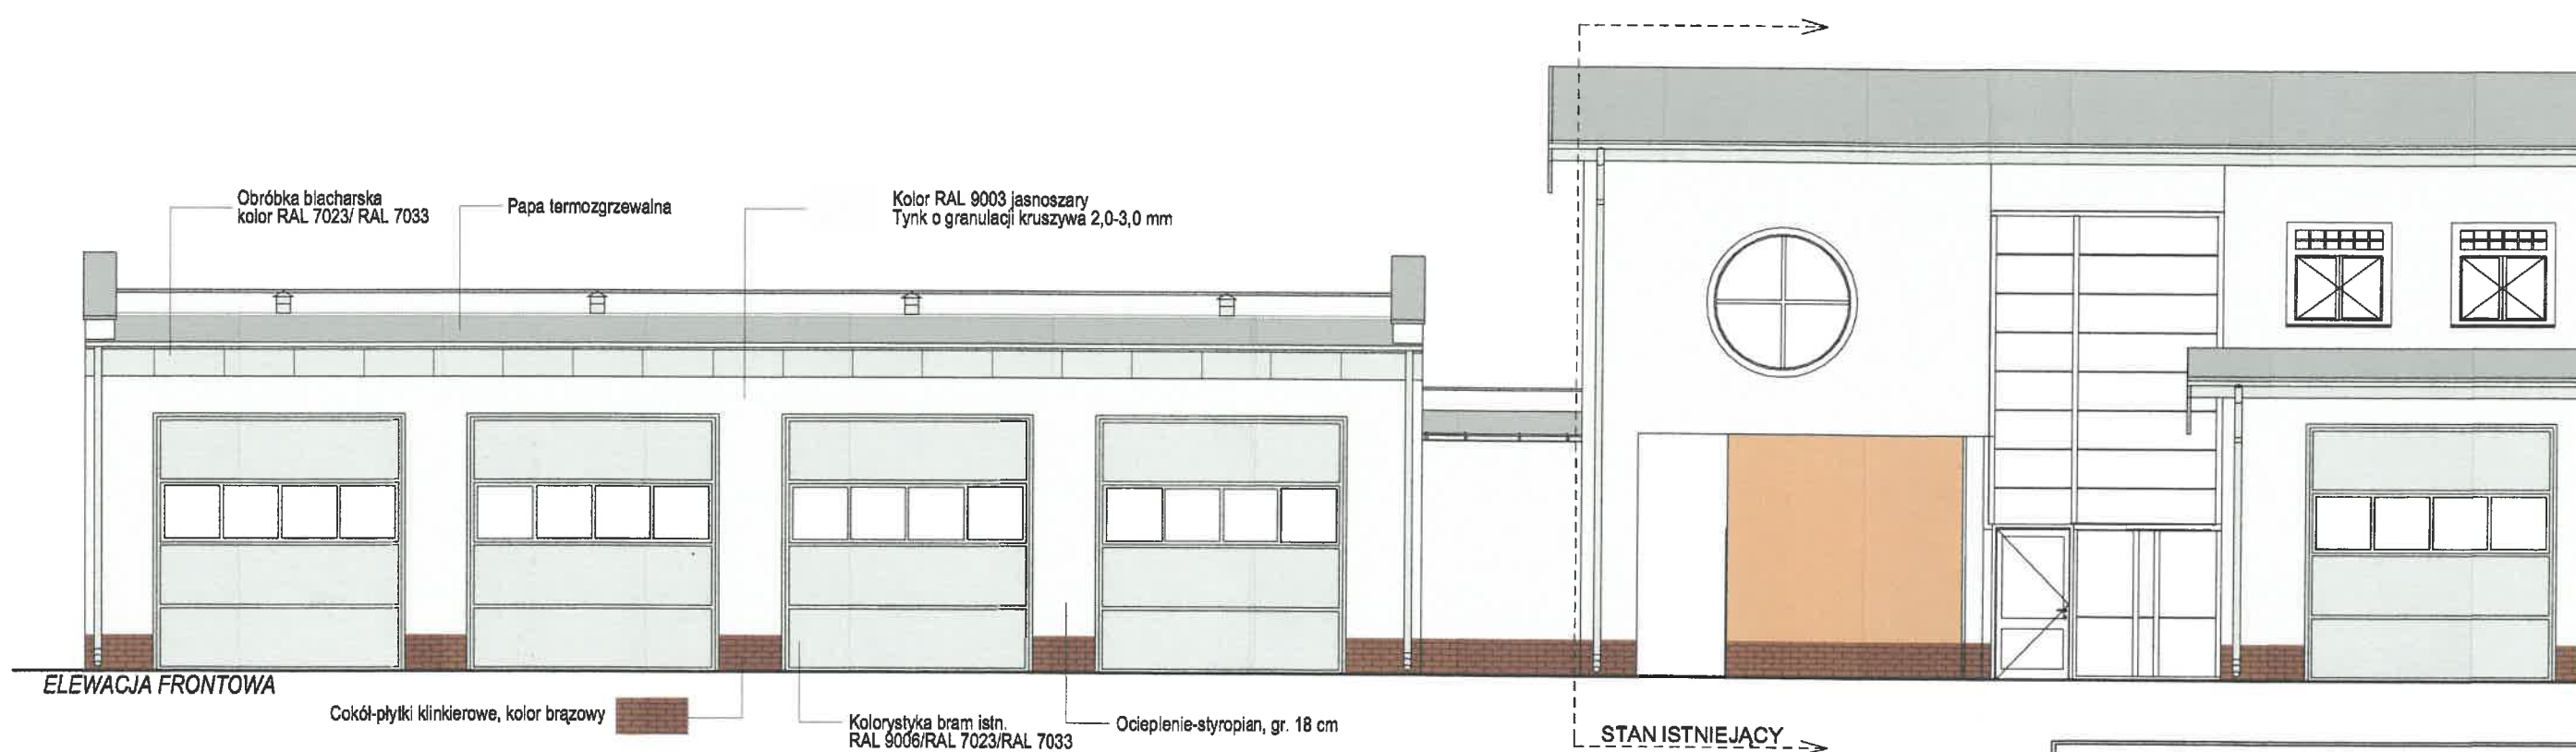 Obróbka blacharska
kolor RAL 7023/ RAL 7033
Papa termozgrzewalna
Kolor RAL 9003 jasnoszary
Tynk o granulacji kruszywa 2,0-3,0 mm
ELEWACJA FRONTOWA
Cokół-płytki klinkierowe, kolor brązowy
Kolorystyka bram istn.
RAL 9006/RAL 7023/RAL 7033
Ocieplenie-styropian, gr. 18 cm
STAN ISTNIEJĄCY